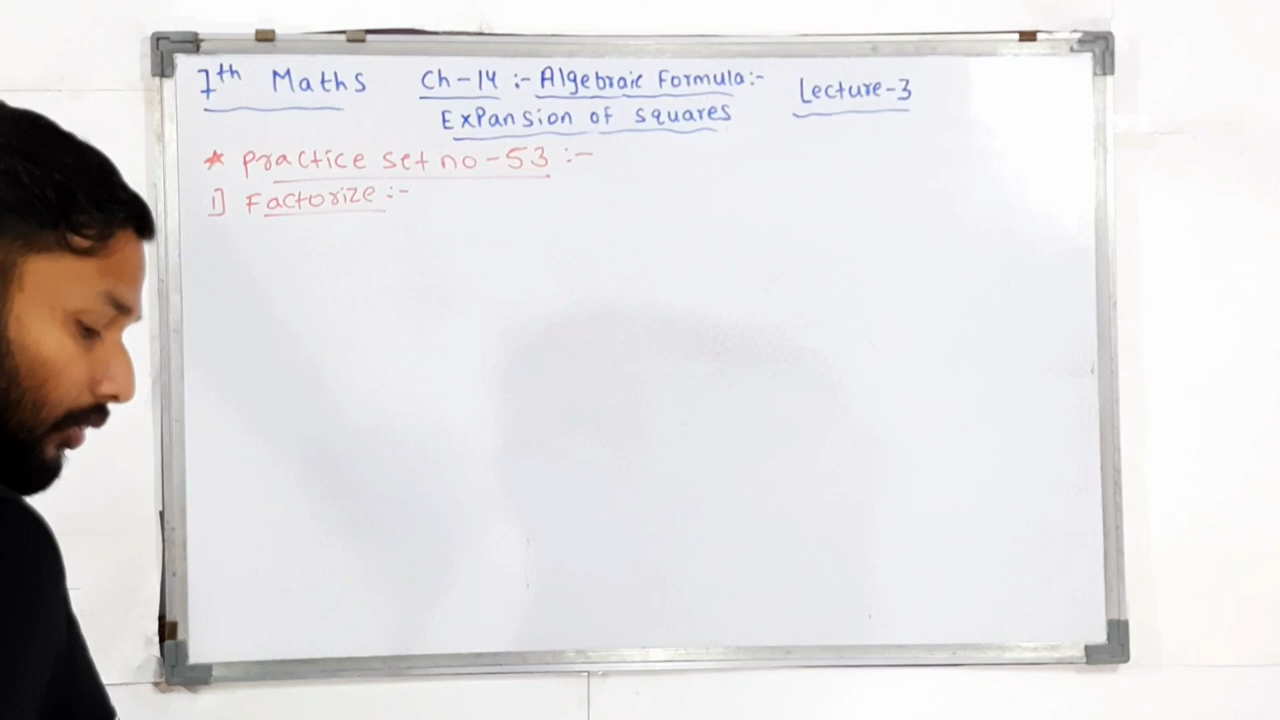 7th Maths Ch-14 :- Algebraic Formula:- Lecture-3
Expansion of squares
★ practice set no-53 :-
1] Factorize :-